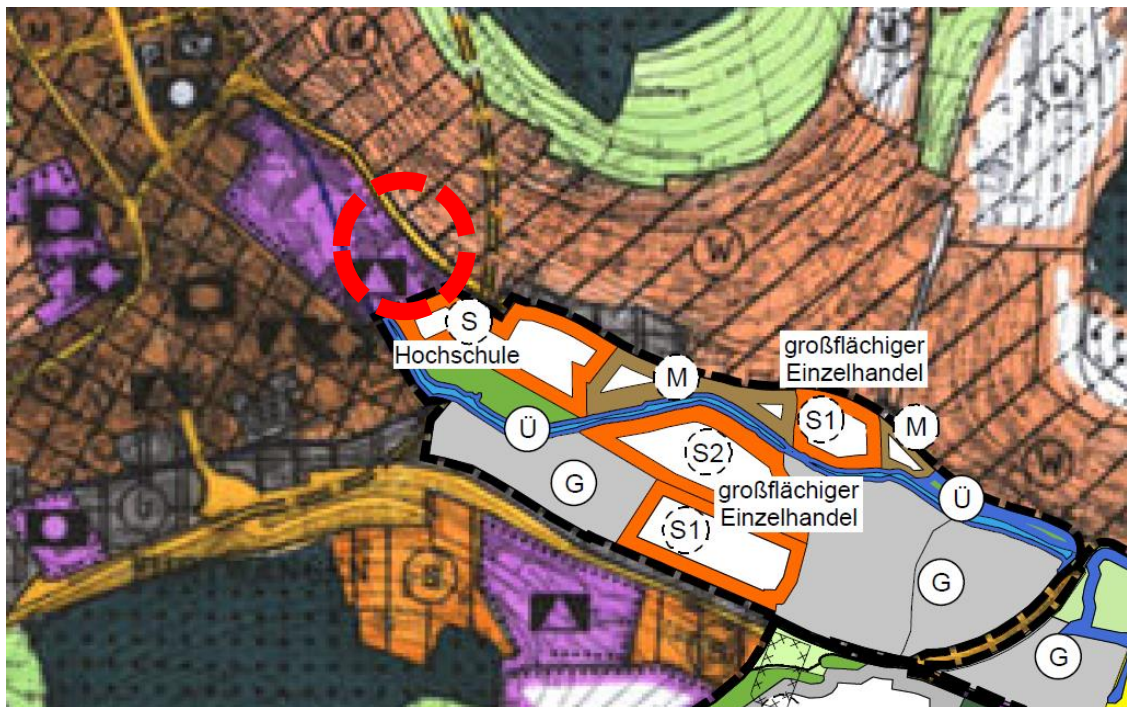 W
M
W
W
W
S
Hochschule
großflächiger
Einzelhandel
M
S1
M
Ü
S2
W
G
großflächiger
Einzelhandel
Ü
S1
G
G
G
G
G